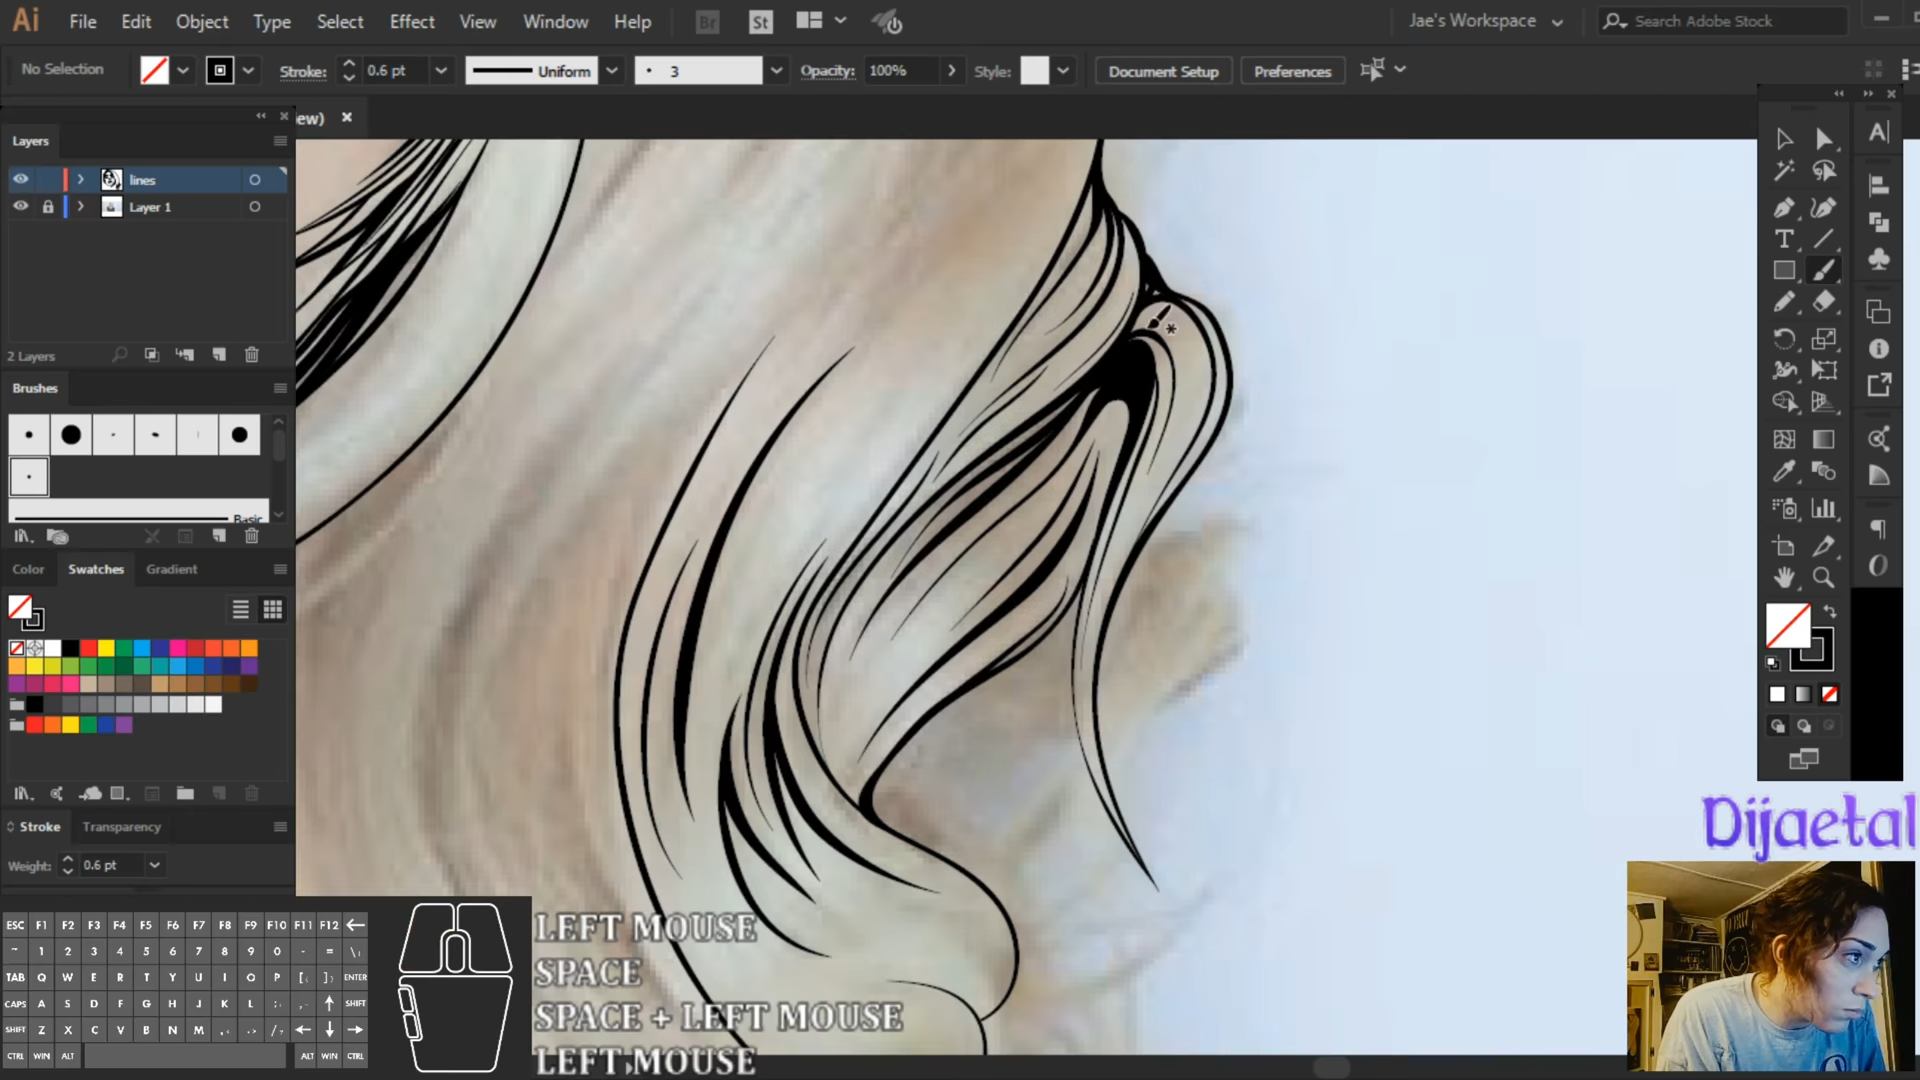 Ai File Edit Object Type Select Effect View Window Help Br St Jae's Workspace Search Adobe Stock
No Selection Stroke: 0.6 pt Uniform 3 Opacity: 100% Style: Document Setup Preferences
ew)
Layers
lines
Layer 1
2 Layers
Brushes
Basic
Color Swatches Gradient
Stroke Transparency
Weight: 0.6 pt
ESC F1 F2 F3 F4 F5 F6 F7 F8 F9 F10 F11 F12
~ 1 2 3 4 5 6 7 8 9 0 - =
TAB Q W E R T Y U I O P [ ] ENTER
CAPS A S D F G H J K L SHIFT
SHIFT Z X C V B N M
CTRL WIN ALT ALT WIN CTRL
LEFT MOUSE
SPACE
SPACE + LEFT MOUSE
LEFT MOUSE
Dijaetal